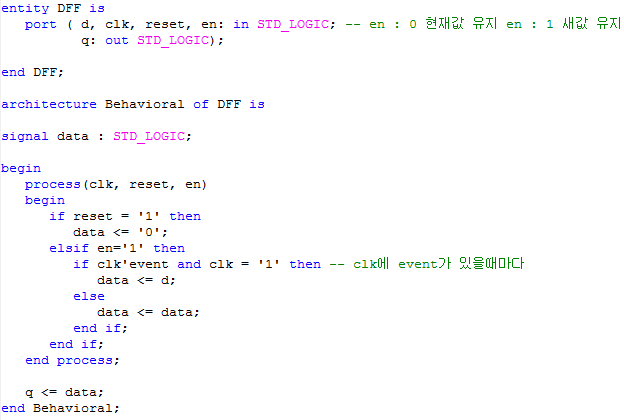 entity DFF is
port ( d, clk, reset, en: in STD_LOGIC; -- en : 0 현재값 유지 en : 1 새값 유지
q: out STD_LOGIC);
end DFF;
architecture Behavioral of DFF is
signal data : STD_LOGIC;
begin
process(clk, reset, en)
begin
if reset = '1' then
data <= '0';
elsif en='1' then
if clk'event and clk = '1' then -- clk에 event가 있을때마다
data <= d;
else
data <= data;
end if;
end if;
end process;
q <= data;
end Behavioral;